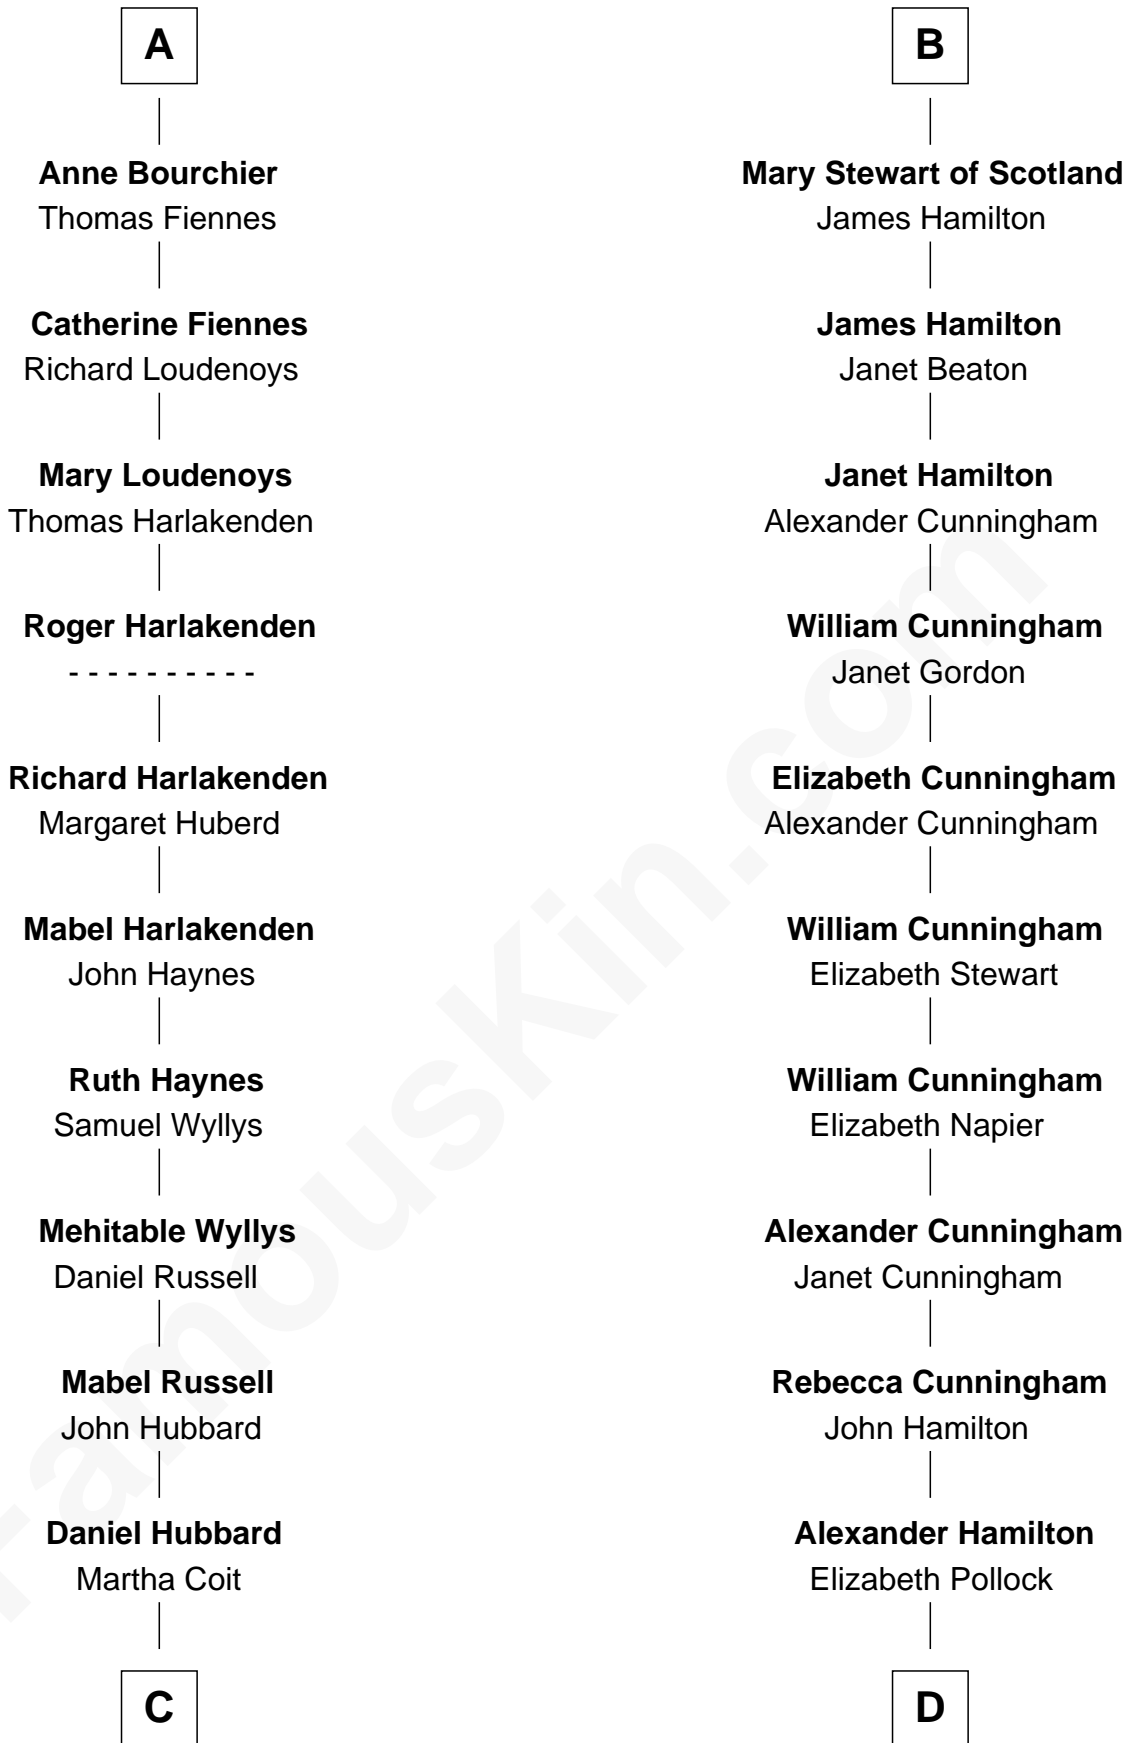 A
Anne Bourchier
Thomas Fiennes
Catherine Fiennes
Richard Loudenoys
Mary Loudenoys
Thomas Harlakenden
Roger Harlakenden
- - - - - - - - - -
Richard Harlakenden
Margaret Huberd
Mabel Harlakenden
John Haynes
Ruth Haynes
Samuel Wyllys
Mehitable Wyllys
Daniel Russell
Mabel Russell
John Hubbard
Daniel Hubbard
Martha Coit
C
B
Mary Stewart of Scotland
James Hamilton
James Hamilton
Janet Beaton
Janet Hamilton
Alexander Cunningham
William Cunningham
Janet Gordon
Elizabeth Cunningham
Alexander Cunningham
William Cunningham
Elizabeth Stewart
William Cunningham
Elizabeth Napier
Alexander Cunningham
Janet Cunningham
Rebecca Cunningham
John Hamilton
Alexander Hamilton
Elizabeth Pollock
D
FamousKin.com